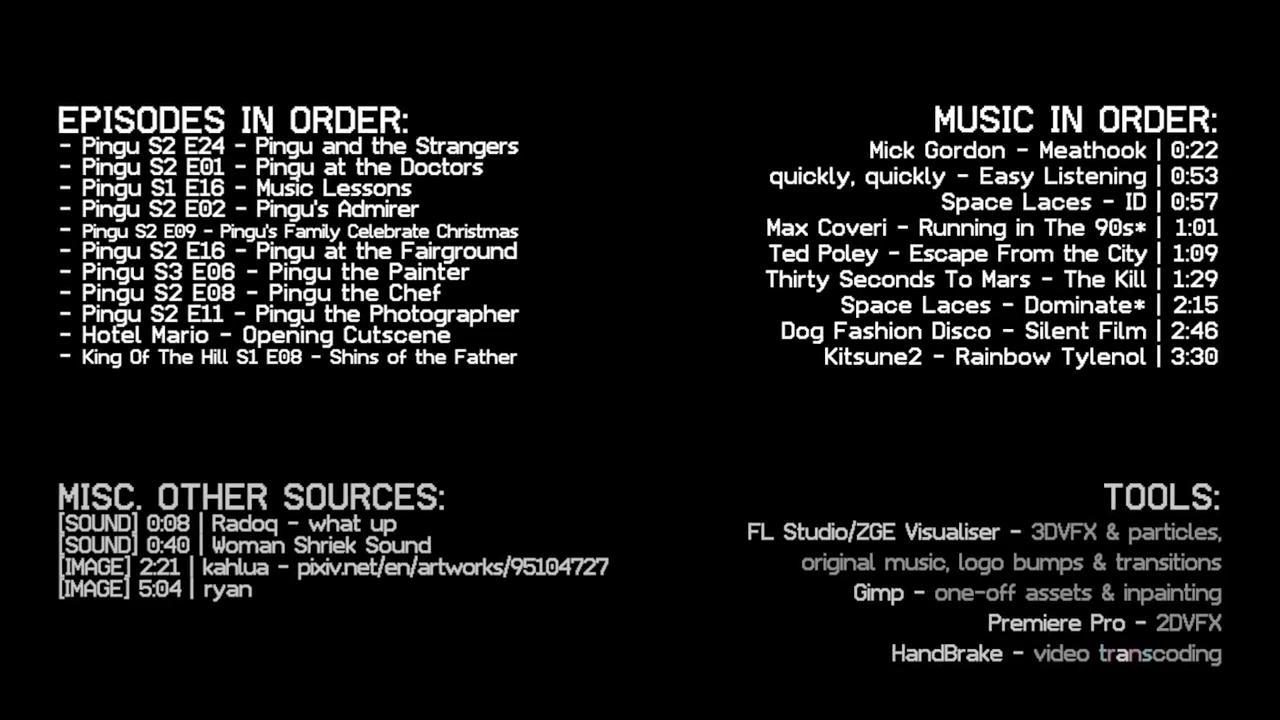 EPISODES IN ORDER:
- Pingu S2 E24 - Pingu and the Strangers
- Pingu S2 E01 - Pingu at the Doctors
- Pingu S1 E16 - Music Lessons
- Pingu S2 E02 - Pingu's Admirer
- Pingu S2 E09 - Pingu's Family Celebrate Christmas
- Pingu S2 E16 - Pingu at the Fairground
- Pingu S3 E06 - Pingu the Painter
- Pingu S2 E08 - Pingu the Chef
- Pingu S2 E11 - Pingu the Photographer
- Hotel Mario - Opening Cutscene
- King Of The Hill S1 E08 - Shins of the Father
MUSIC IN ORDER:
Mick Gordon - Meathook | 0:22
quickly, quickly - Easy Listening | 0:53
Space Laces - ID | 0:57
Max Coveri - Running in The 90s* | 1:01
Ted Poley - Escape From the City | 1:09
Thirty Seconds To Mars - The Kill | 1:29
Space Laces - Dominate* | 2:15
Dog Fashion Disco - Silent Film | 2:46
Kitsune2 - Rainbow Tylenol | 3:30
MISC. OTHER SOURCES:
[SOUND] 0:08 | Radoq - what up
[SOUND] 0:40 | Woman Shriek Sound
[IMAGE] 2:21 | kahlua - pixiv.net/en/artworks/95104727
[IMAGE] 5:04 | ryan
TOOLS:
FL Studio/ZGE Visualiser - 3DVFX & particles,
original music, logo bumps & transitions
Gimp - one-off assets & inpainting
Premiere Pro - 2DVFX
HandBrake - video transcoding